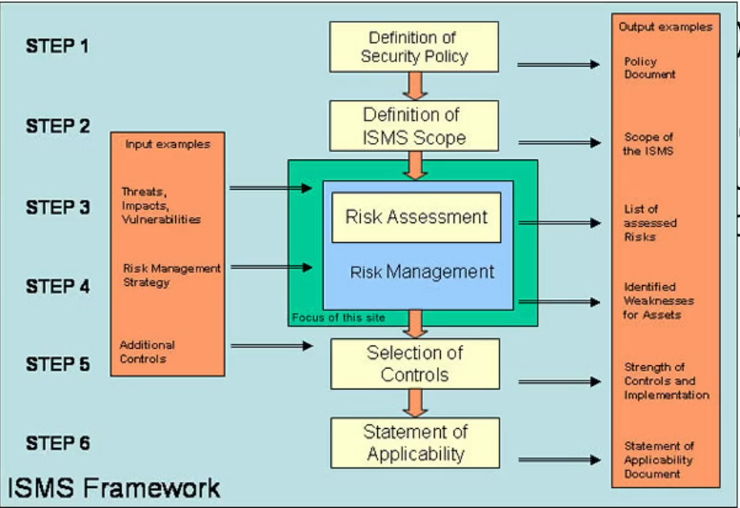 STEP 1
STEP 2
STEP 3
STEP 4
STEP 5
STEP 6
Input examples
Threats,
Impacts,
Vulnerabilities
Risk Management
Strategy
Additional
Controls
Definition of
Security Policy
Definition of
ISMS Scope
Risk Assessment
Risk Management
Focus of this site
Selection of
Controls
Statement of
Applicability
Output examples
Policy
Document
Scope of
the ISMS
List of
assessed
Risks
Identified
Weaknesses
for Assets
Strength of
Controls and
Implementation
Statement of
Applicability
Document
ISMS Framework